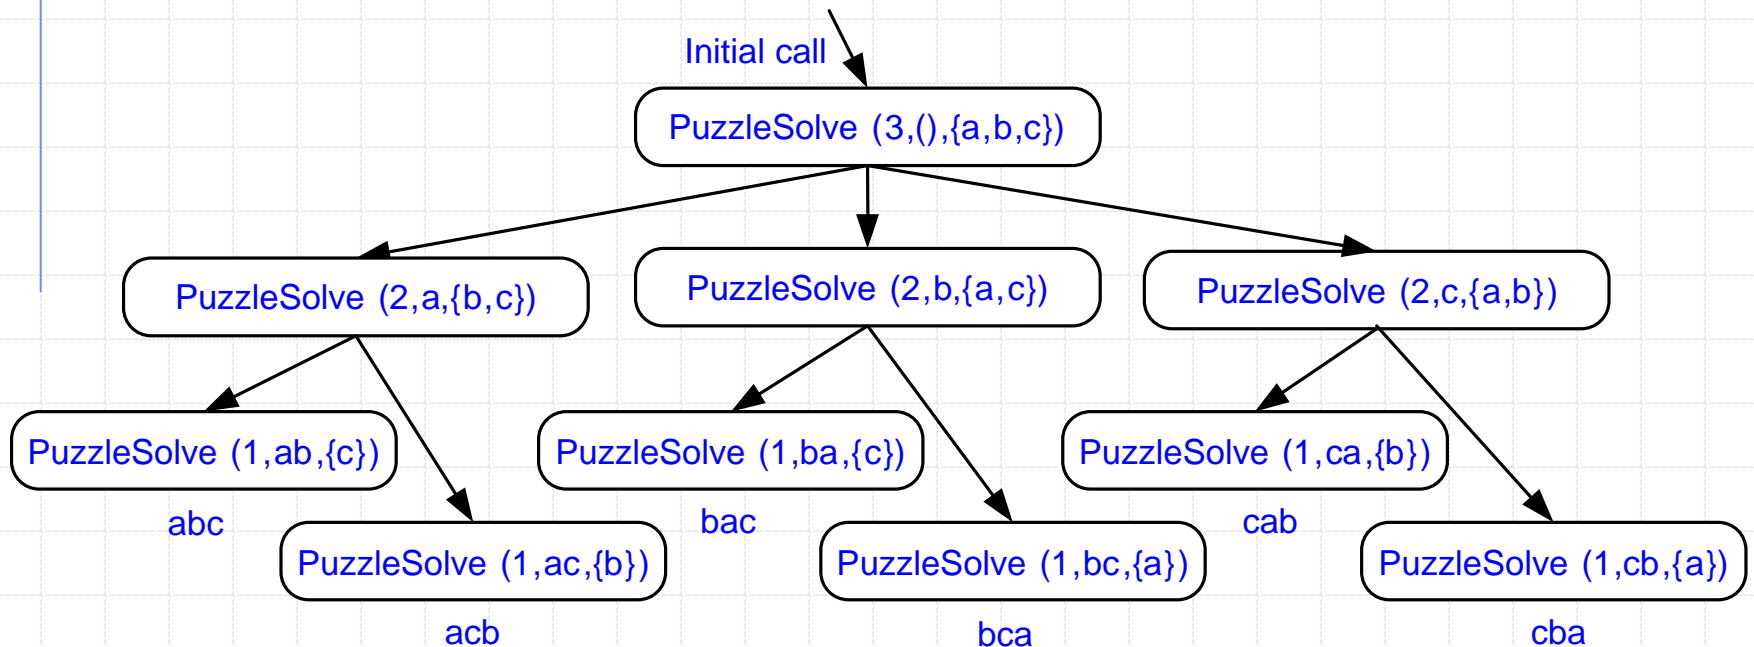 Initial call
PuzzleSolve (3,(),{a,b,c})
PuzzleSolve (2,a,{b,c})
PuzzleSolve (2,b,{a,c})
PuzzleSolve (2,c,{a,b})
PuzzleSolve (1,ab,{c})
PuzzleSolve (1,ba,{c})
PuzzleSolve (1,ca,{b})
abc
bac
cab
PuzzleSolve (1,ac,{b})
PuzzleSolve (1,bc,{a})
PuzzleSolve (1,cb,{a})
acb
bca
cba